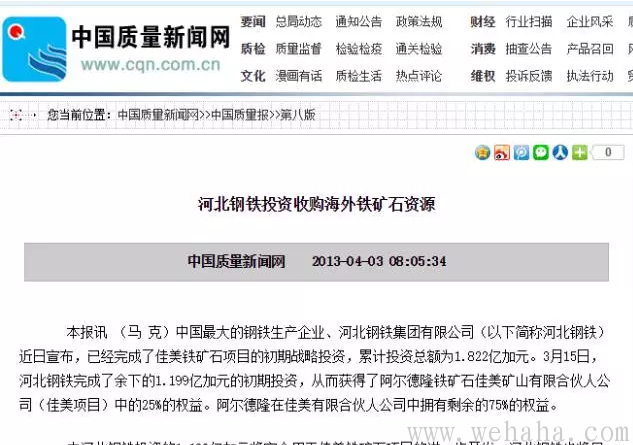 中国质量新闻网
www.cqn.com.cn
要闻 总局动态 通知公告 政策法规 财经 行业扫描 企业风采
质检 质量监督 检验检疫 通关检验 消费 抽查公告 产品召回
文化 漫画有话 质检生活 热点评论 维权 投诉反馈 执法行动
您当前位置：中国质量新闻网>>中国质量报>>第八版
0
河北钢铁投资收购海外铁矿石资源
中国质量新闻网 2013-04-03 08:05:34
本报讯 （马 克）中国最大的钢铁生产企业、河北钢铁集团有限公司（以下简称河北钢铁）
近日宣布，已经完成了佳美铁矿石项目的初期战略投资，累计投资总额为1.822亿加元。3月15日，
河北钢铁完成了余下的1.199亿加元的初期投资，从而获得了阿尔德隆铁矿石佳美矿山有限合伙人公
司（佳美项目）中的25%的权益。阿尔德隆在佳美有限合伙人公司中拥有剩余的75%的权益。
www.wehaha.com